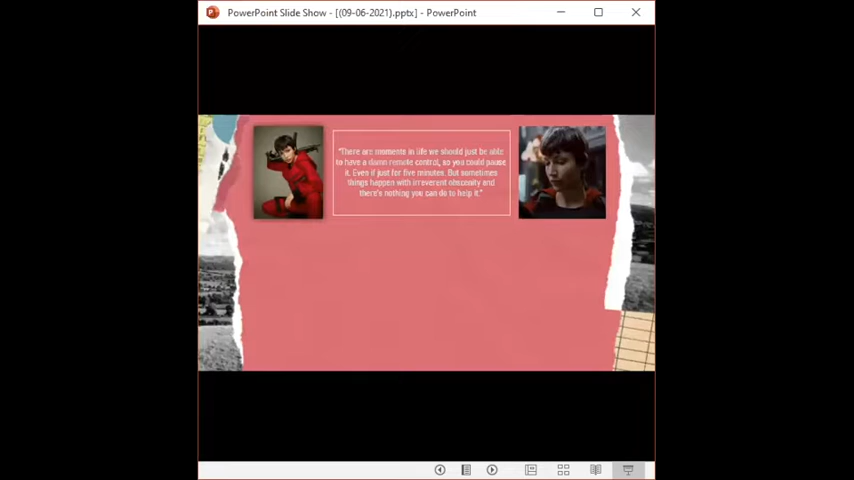 PowerPoint Slide Show - [(09-06-2021).pptx] - PowerPoint
"There are moments in life we should just be able
to have a damn remote control, so you could pause
it. Even if just for five minutes. But sometimes
things happen with irreverent obscenity and
there's nothing you can do to help it."